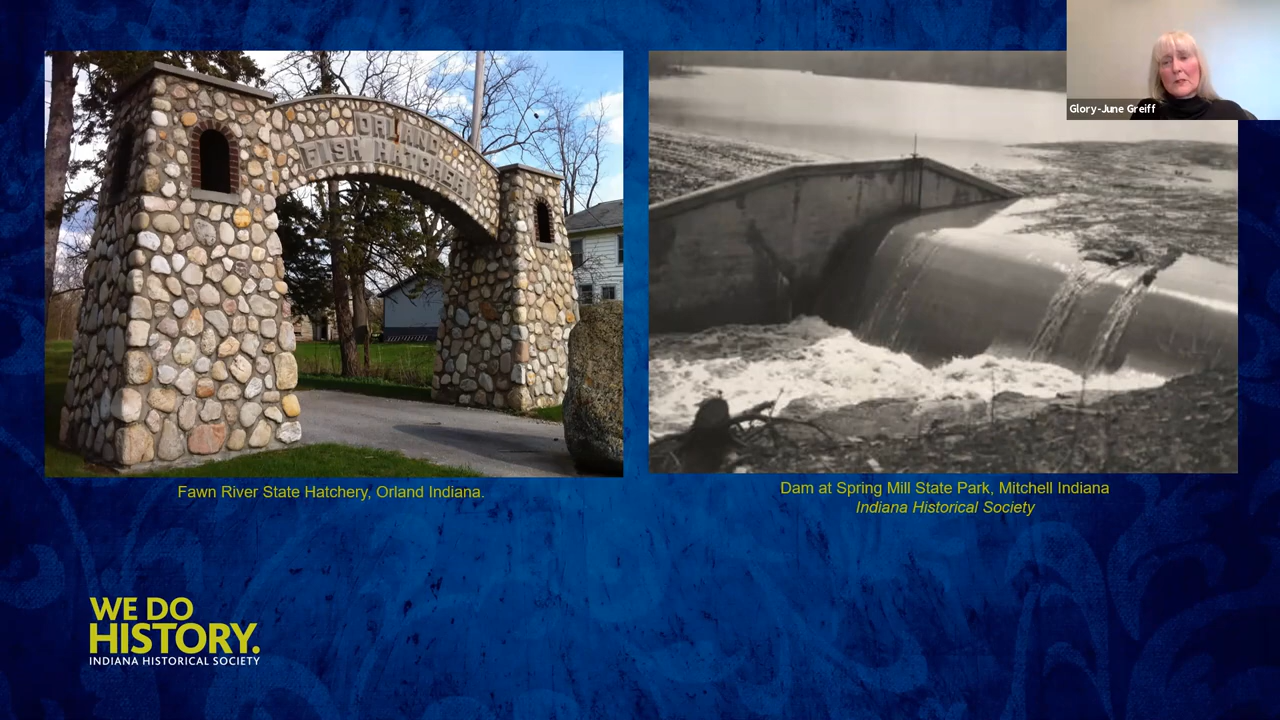 Glory-June Greiff
ORLAND
FISH HATCHERY
Fawn River State Hatchery, Orland Indiana.
Dam at Spring Mill State Park, Mitchell Indiana
Indiana Historical Society
WE DO
HISTORY.
INDIANA HISTORICAL SOCIETY